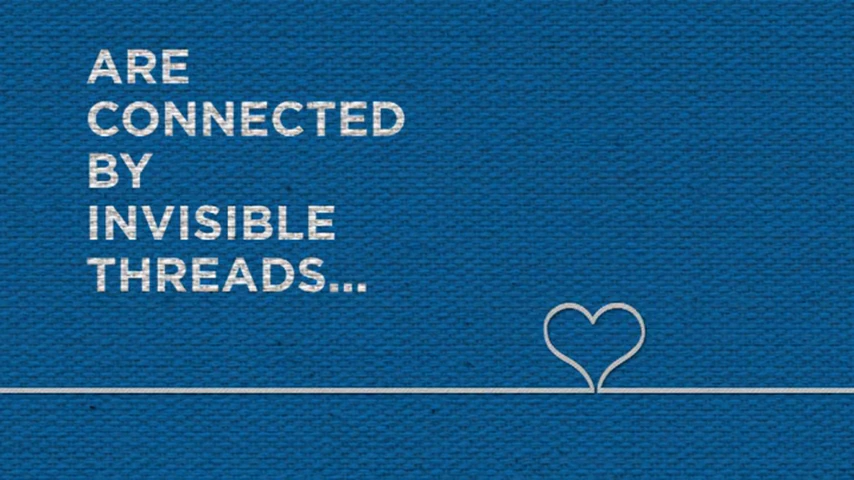 ARE
CONNECTED
BY
INVISIBLE
THREADS...